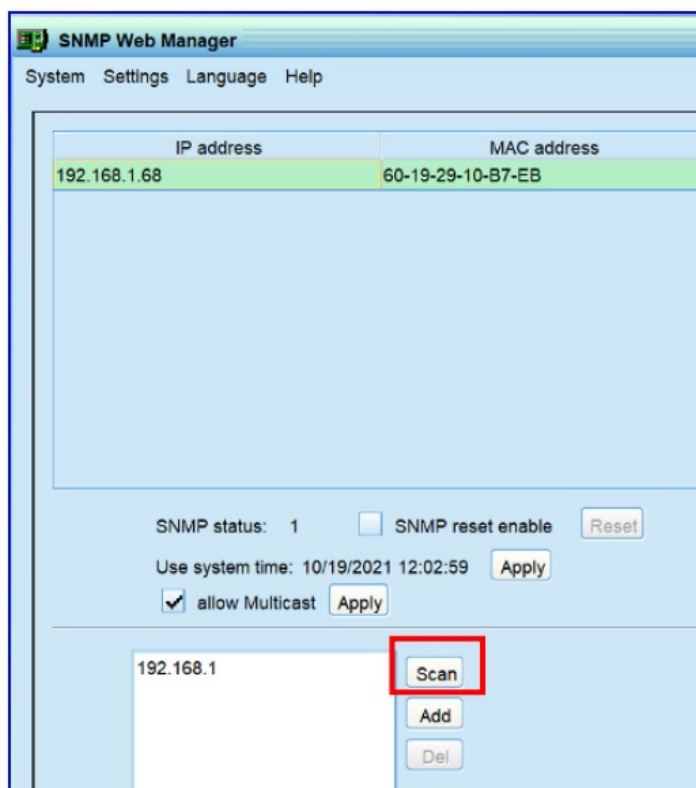 SNMP Web Manager
System Settings Language Help
IP address MAC address
192.168.1.68 60-19-29-10-B7-EB
SNMP status: 1 SNMP reset enable Reset
Use system time: 10/19/2021 12:02:59 Apply
allow Multicast Apply
192.168.1 Scan
Add
Del